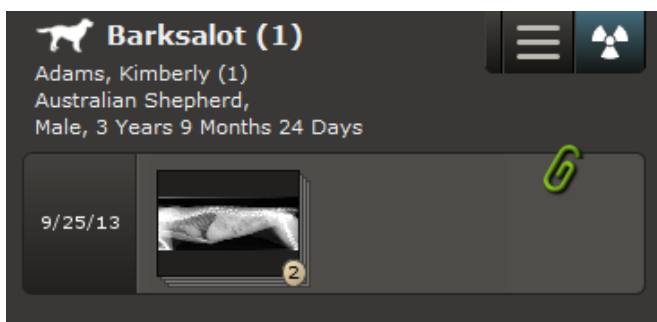 Barksalot (1)
Adams, Kimberly (1)
Australian Shepherd,
Male, 3 Years 9 Months 24 Days
9/25/13
2